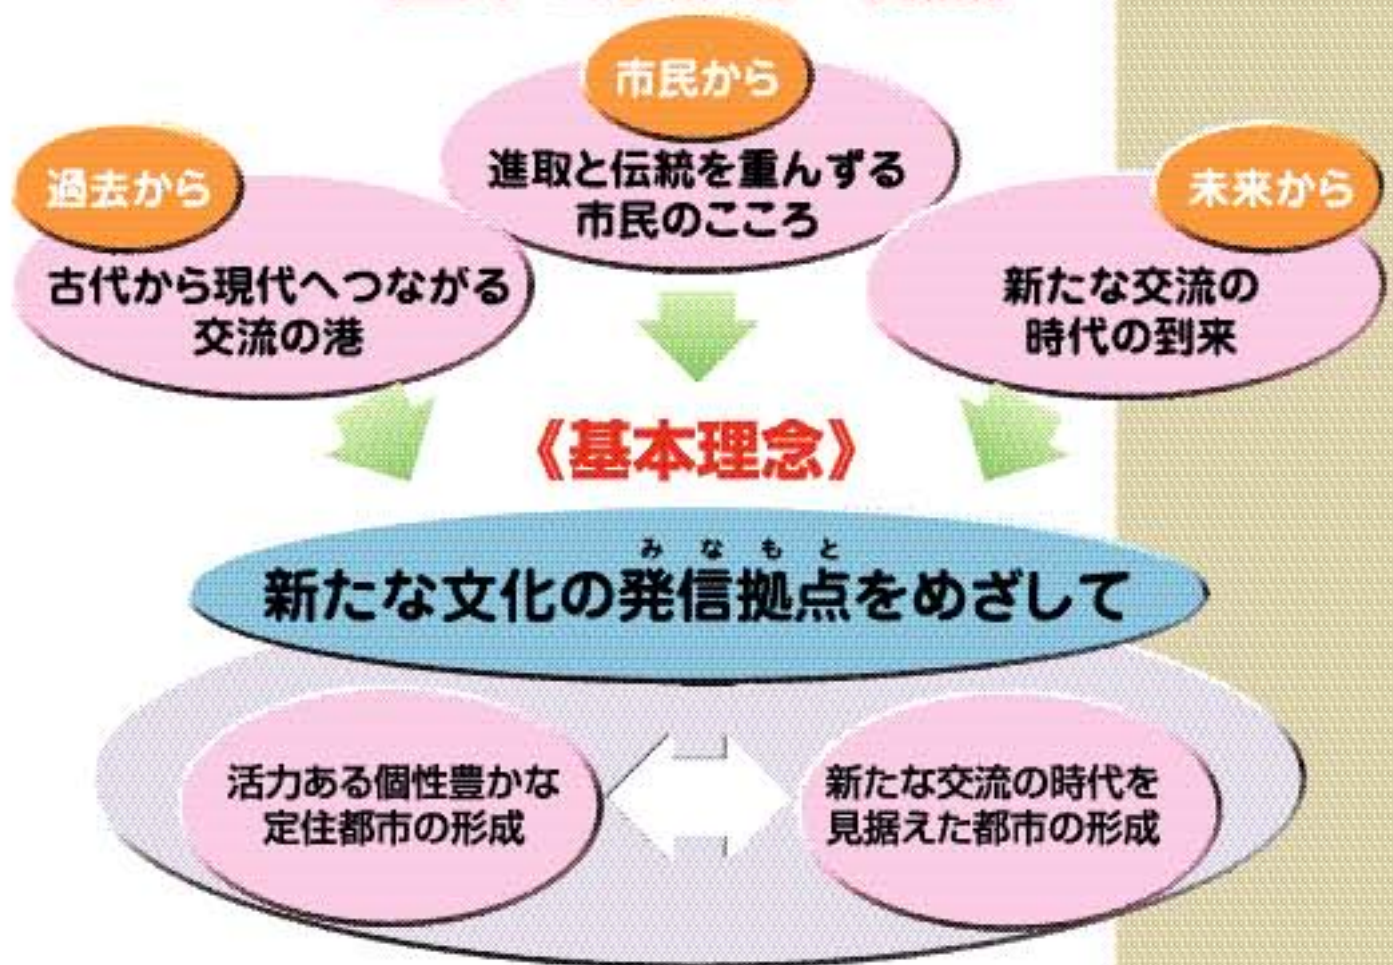 市民から
進取と伝統を重んずる
市民のこころ
過去から
古代から現代へつながる
交流の港
未来から
新たな交流の
時代の到来
《基本理念》
みなもと
新たな文化の発信拠点をめざして
活力ある個性豊かな
定住都市の形成
新たな交流の時代を
見据えた都市の形成